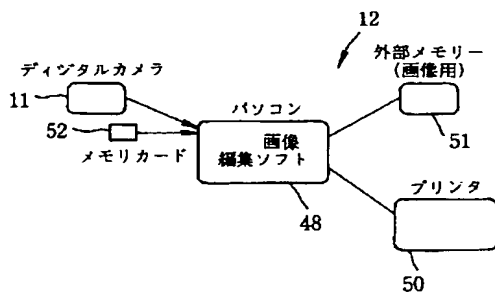 12
ディジタルカメラ
11
52
メモリカード
パソコン
画像
編集ソフト
48
外部メモリー
(画像用)
51
プリンタ
50